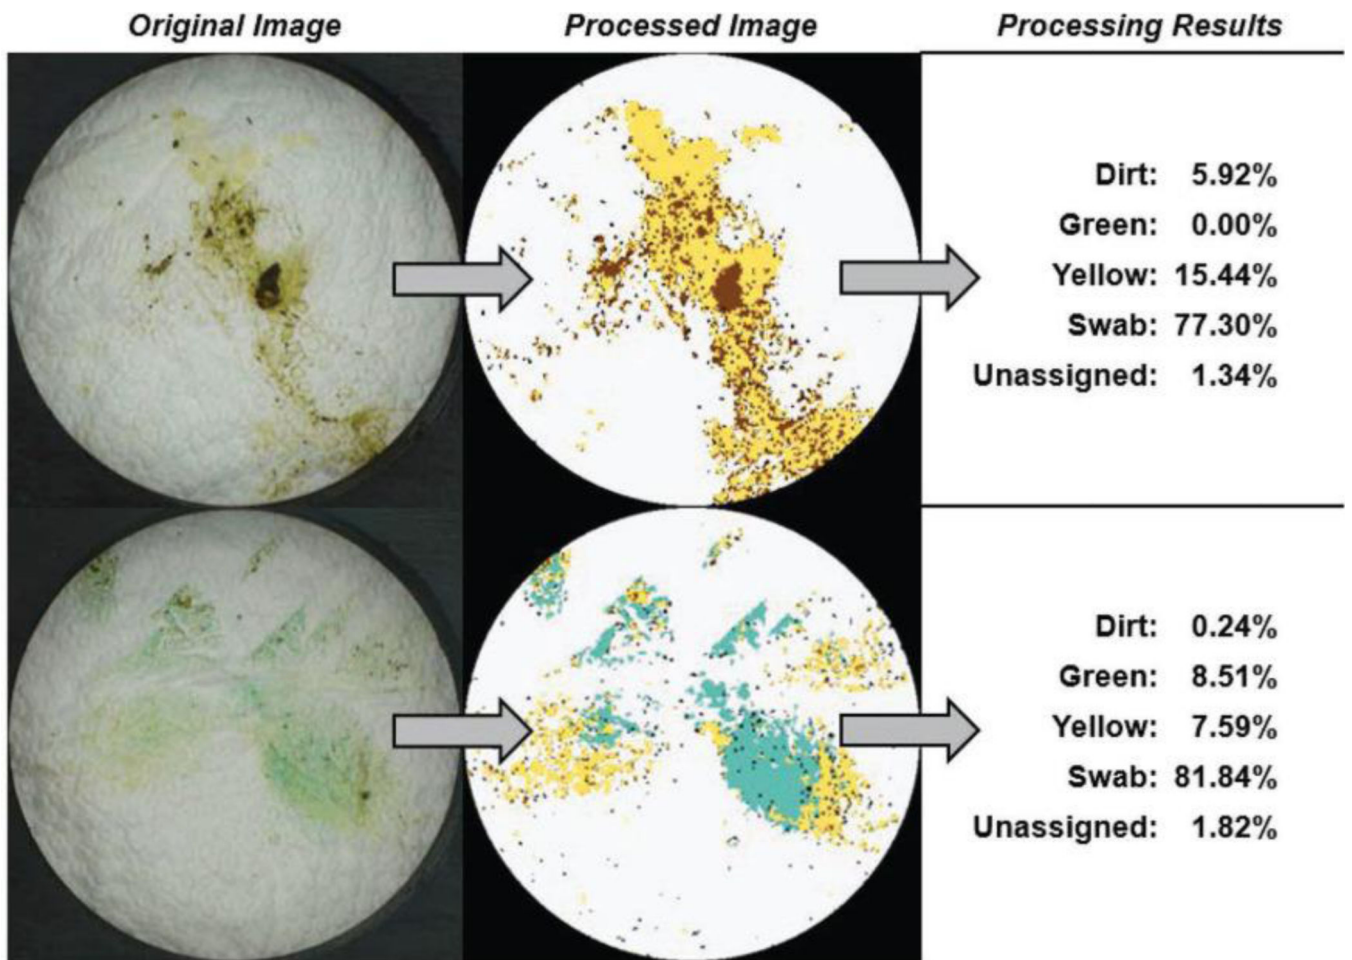 Original Image Processed Image Processing Results
Dirt: 5.92%
Green: 0.00%
Yellow: 15.44%
Swab: 77.30%
Unassigned: 1.34%
Dirt: 0.24%
Green: 8.51%
Yellow: 7.59%
Swab: 81.84%
Unassigned: 1.82%